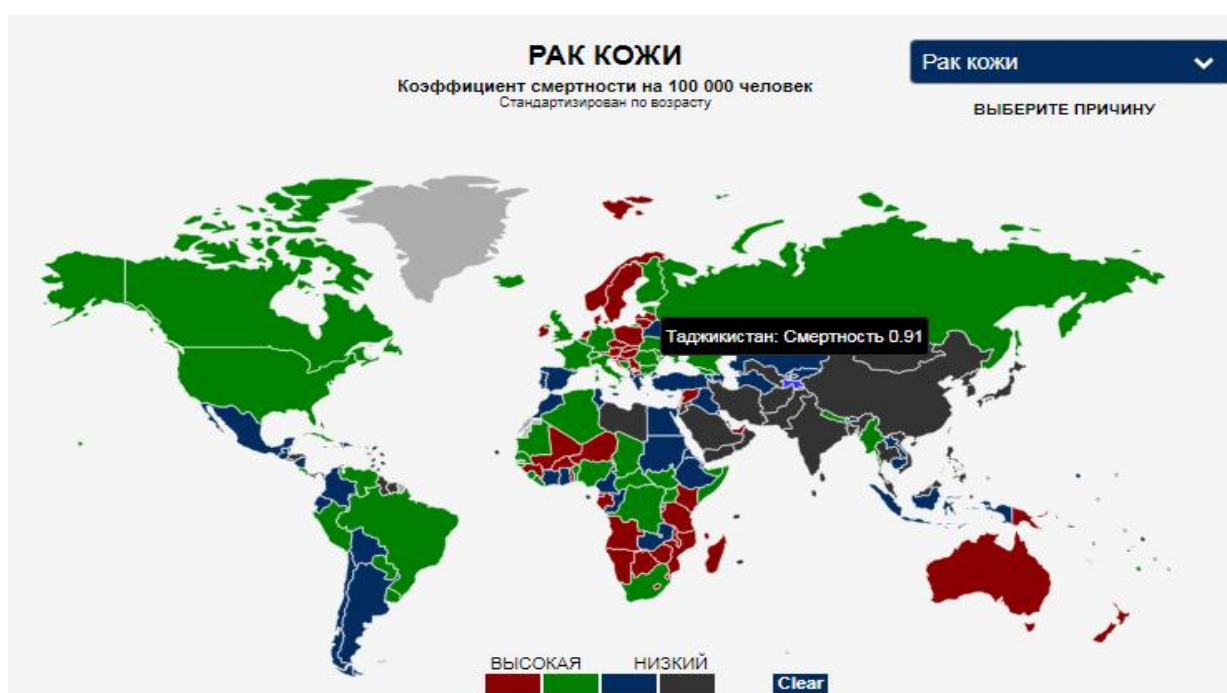 РАК КОЖИ
Коэффициент смертности на 100 000 человек
Стандартизирован по возрасту
Рак кожи
ВЫБЕРИТЕ ПРИЧИНУ
Таджикистан: Смертность 0.91
ВЫСОКАЯ НИЗКИЙ
Clear